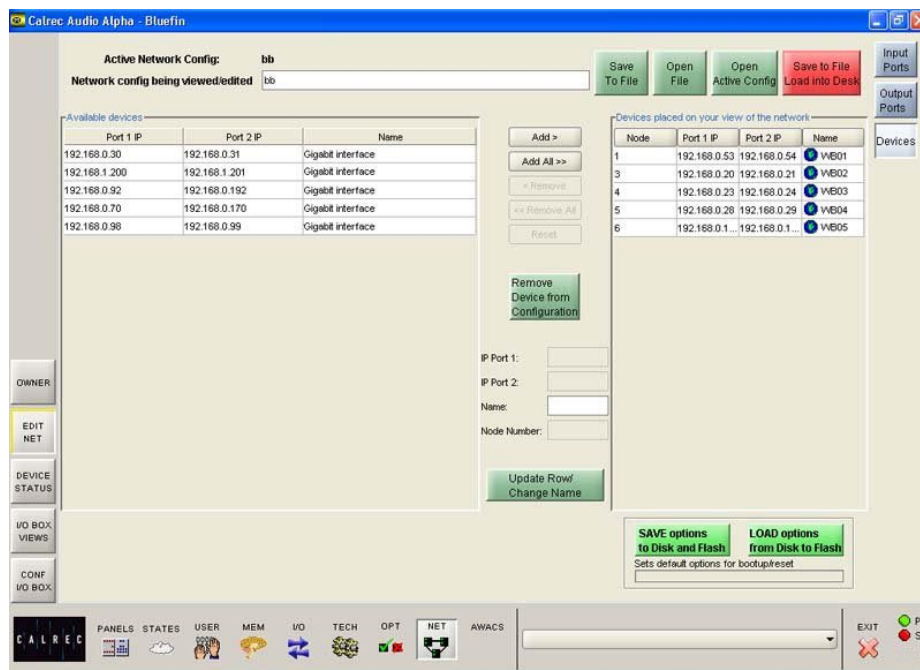 Calrec Audio Alpha - Bluefin
Active Network Config: bb
Network config being viewed/edited bb
Save To File
Open File
Open Active Config
Save to File Load into Desk
Input Ports
Output Ports
Devices
Available devices
Port 1 IP Port 2 IP Name
192.168.0.30 192.168.0.31 Gigabit interface
192.168.1.200 192.168.1.201 Gigabit interface
192.168.0.92 192.168.0.192 Gigabit interface
192.168.0.70 192.168.0.170 Gigabit interface
192.168.0.98 192.168.0.99 Gigabit interface
Add >
Add All >>
< Remove
<< Remove All
Reset
Remove Device from Configuration
IP Port 1:
IP Port 2:
Name:
Node Number:
Update Row/ Change Name
Devices placed on your view of the network
Node Port 1 IP Port 2 IP Name
1 192.168.0.53 192.168.0.54 WB01
3 192.168.0.20 192.168.0.21 WB02
4 192.168.0.23 192.168.0.24 WB03
5 192.168.0.28 192.168.0.29 WB04
6 192.168.0.1... 192.168.0.1... WB05
SAVE options to Disk and Flash
LOAD options from Disk to Flash
Sets default options for bootup/reset
OWNER
EDIT NET
DEVICE STATUS
I/O BOX VIEWS
CONF I/O BOX
CALREC
PANELS STATES USER MEM I/O TECH OPT NET AWACS
EXIT
P
S